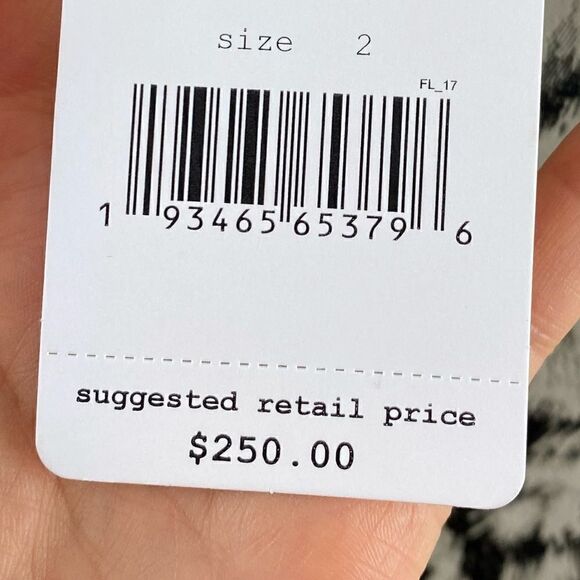 size 2
FL_17
1 93465 65379 6
suggested retail price
$250.00